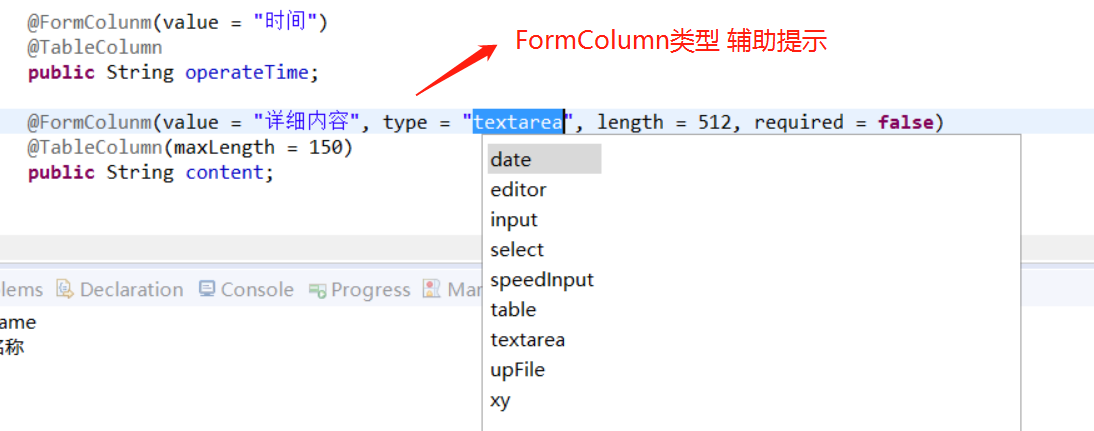 @FormColunm(value = "时间")
@TableColumn
public String operateTime;
FormColumn类型 辅助提示
@FormColunm(value = "详细内容", type = "textarea", length = 512, required = false)
@TableColumn(maxLength = 150)
public String content;
date
editor
input
select
speedInput
table
textarea
upFile
xy
lems Declaration Console Progress Mar
ame
名称